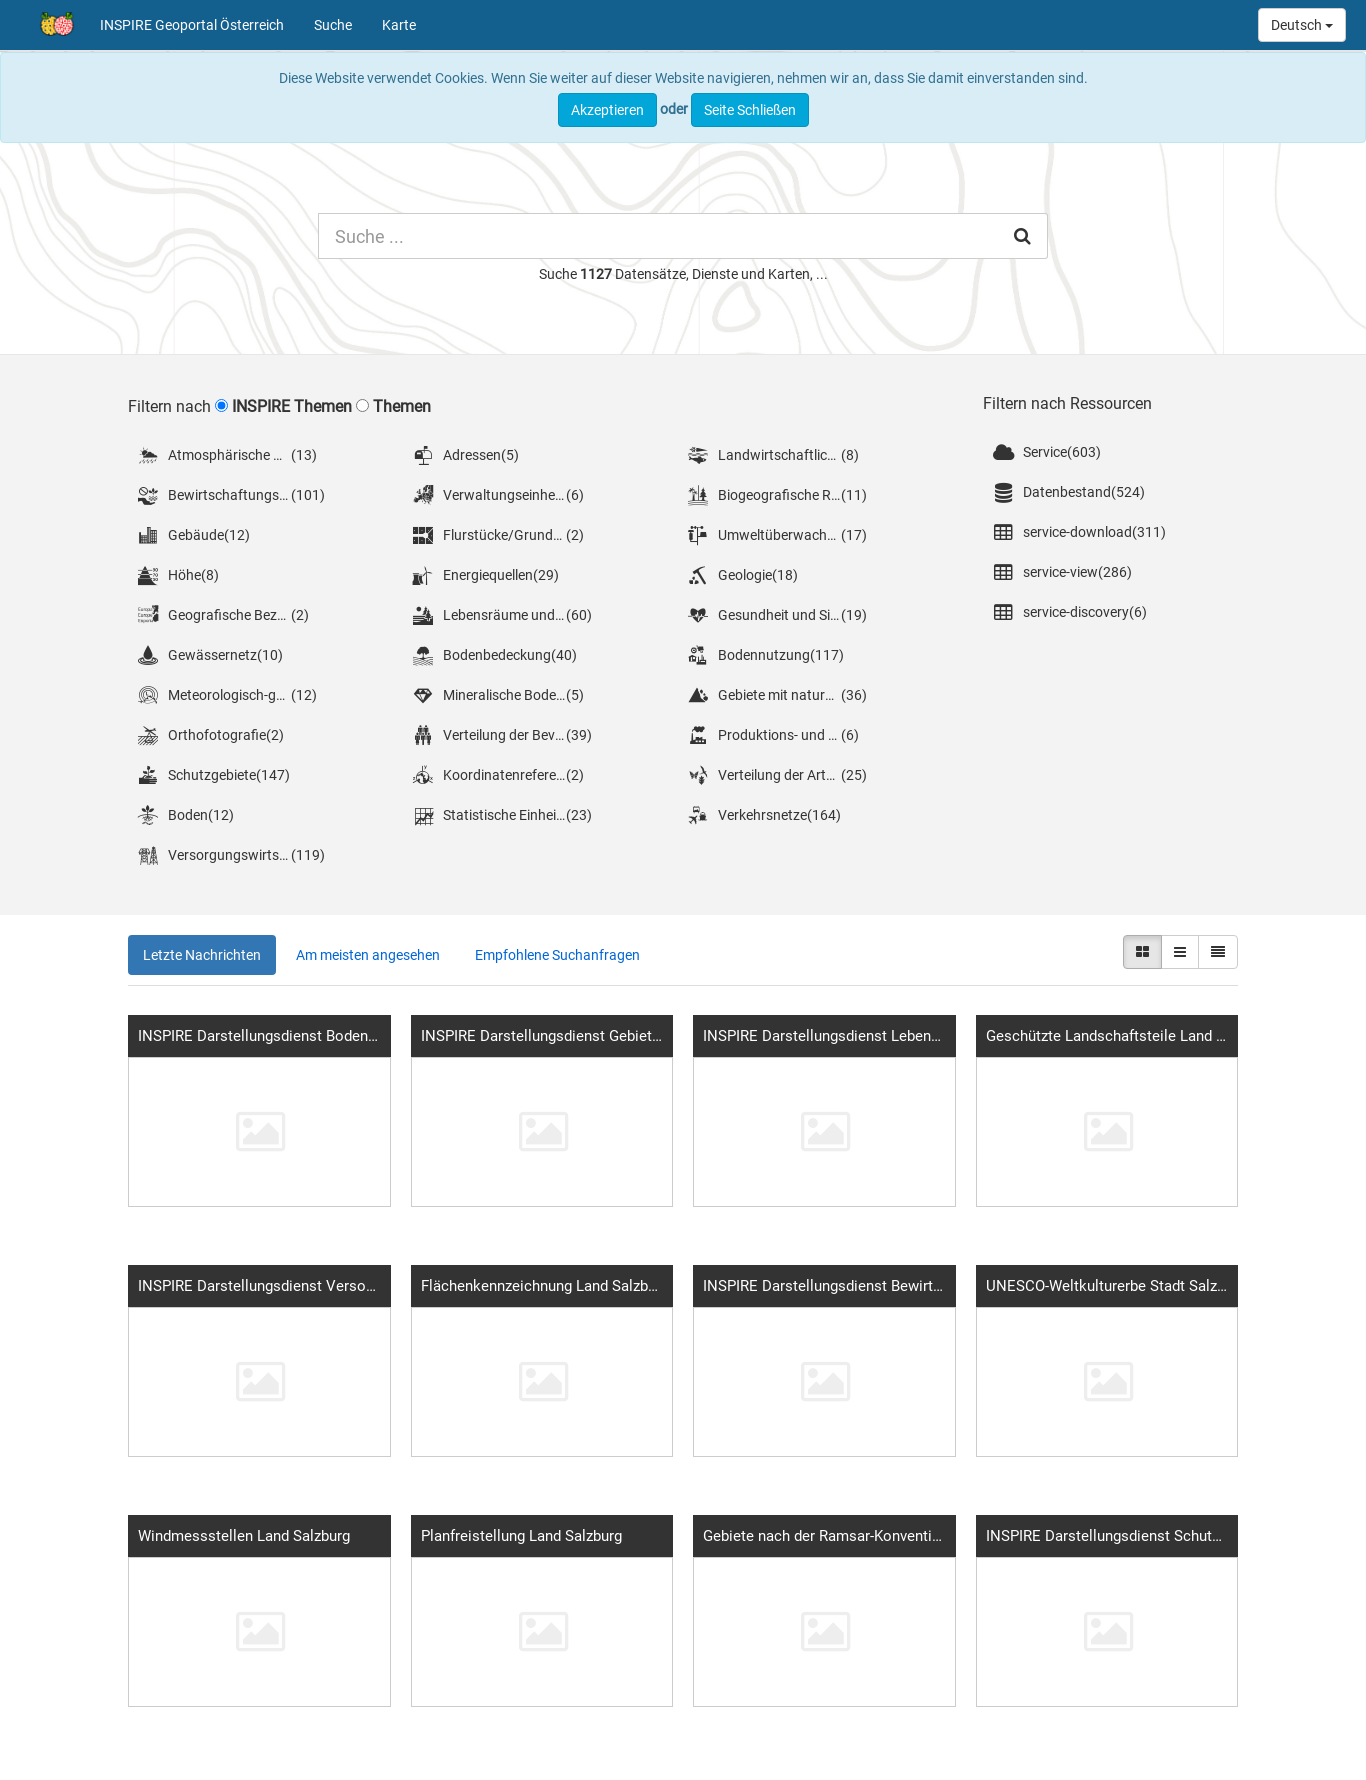 INSPIRE Geoportal Österreich Suche Karte Deutsch
Diese Website verwendet Cookies. Wenn Sie weiter auf dieser Website navigieren, nehmen wir an, dass Sie damit einverstanden sind.
Akzeptieren oder Seite Schließen
Suche ...
Suche 1127 Datensätze, Dienste und Karten, ...
Filtern nach INSPIRE Themen Themen
Atmosphärische ... (13)
Adressen(5)
Landwirtschaftlic... (8)
Bewirtschaftungs... (101)
Verwaltungseinhe... (6)
Biogeografische R... (11)
Gebäude(12)
Flurstücke/Grund... (2)
Umweltüberwach... (17)
Höhe(8)
Energiequellen(29)
Geologie(18)
Geografische Bez... (2)
Lebensräume und... (60)
Gesundheit und Si... (19)
Gewässernetz(10)
Bodenbedeckung(40)
Bodennutzung(117)
Meteorologisch-g... (12)
Mineralische Bode... (5)
Gebiete mit natur... (36)
Orthofotografie(2)
Verteilung der Bev... (39)
Produktions- und ... (6)
Schutzgebiete(147)
Koordinatenrefere... (2)
Verteilung der Art... (25)
Boden(12)
Statistische Einhei... (23)
Verkehrsnetze(164)
Versorgungswirts... (119)
Filtern nach Ressourcen
Service(603)
Datenbestand(524)
service-download(311)
service-view(286)
service-discovery(6)
Letzte Nachrichten Am meisten angesehen Empfohlene Suchanfragen
INSPIRE Darstellungsdienst Boden...
INSPIRE Darstellungsdienst Gebiet...
INSPIRE Darstellungsdienst Leben...
Geschützte Landschaftsteile Land ...
INSPIRE Darstellungsdienst Verso...
Flächenkennzeichnung Land Salzb...
INSPIRE Darstellungsdienst Bewirt...
UNESCO-Weltkulturerbe Stadt Salz...
Windmessstellen Land Salzburg
Planfreistellung Land Salzburg
Gebiete nach der Ramsar-Konventi...
INSPIRE Darstellungsdienst Schut...